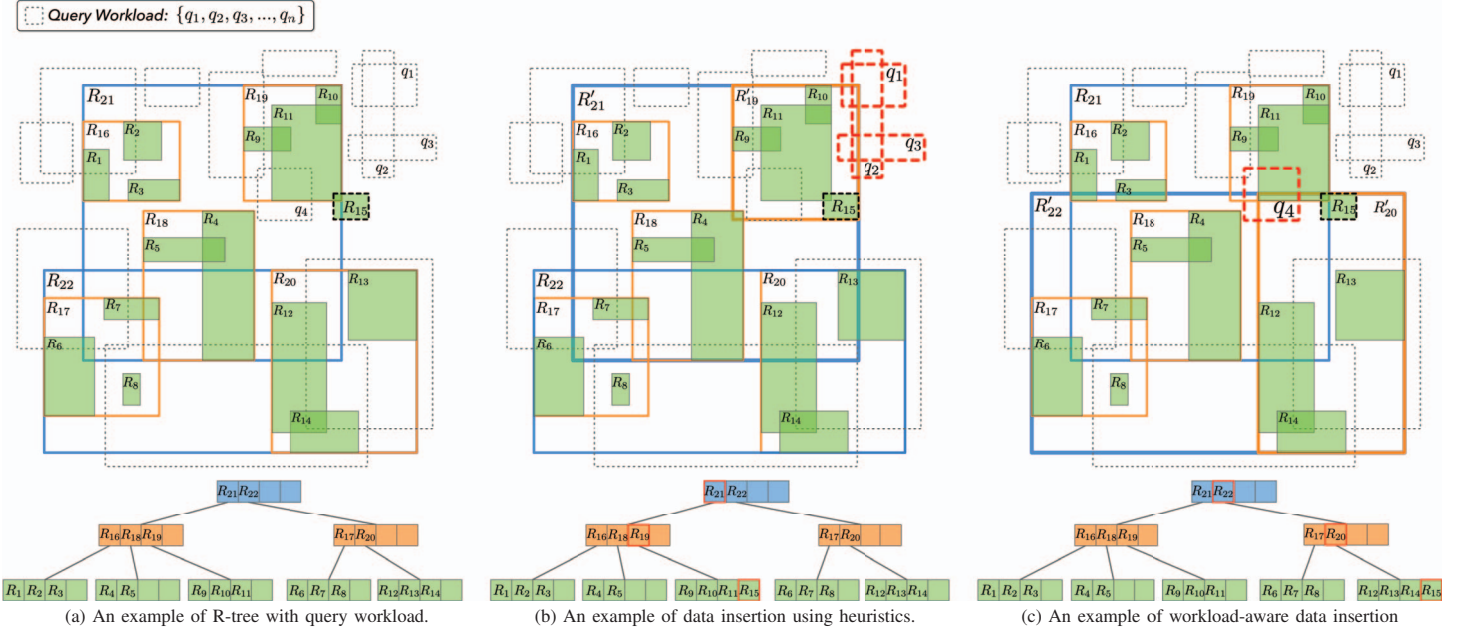 Query Workload: {q₁, q₂, q₃, ..., qₙ}
R₂₁
R₁₆
R₂
R₁
R₃
R₁₉
R₁₀
R₁₁
R₉
q₁
q₃
q₂
q₄
R₁₅
R₁₈
R₄
R₅
R₂₂
R₂₀
R₁₃
R₁₇
R₇
R₁₂
R₆
R₈
R₁₄
R₂₁ R₂₂
R₁₆ R₁₈ R₁₉
R₁₇ R₂₀
R₁ R₂ R₃
R₄ R₅
R₉ R₁₀ R₁₁
R₆ R₇ R₈
R₁₂ R₁₃ R₁₄
(a) An example of R-tree with query workload.
R′₂₁
R₁₆
R₂
R₁
R₃
R′₁₉
R₁₀
R₁₁
R₉
q₁
q₃
q₂
R₁₅
R₁₈
R₄
R₅
R₂₂
R₂₀
R₁₃
R₁₇
R₇
R₁₂
R₆
R₈
R₁₄
R₂₁ R₂₂
R₁₆ R₁₈ R₁₉
R₁₇ R₂₀
R₁ R₂ R₃
R₄ R₅
R₉ R₁₀ R₁₁ R₁₅
R₆ R₇ R₈
R₁₂ R₁₃ R₁₄
(b) An example of data insertion using heuristics.
R₂₁
R₁₆
R₂
R₁
R₃
R₁₉
R₁₀
R₁₁
R₉
q₁
q₃
q₂
q₄
R₁₅
R′₂₂
R′₂₀
R₁₈
R₄
R₅
R₁₃
R₁₇
R₇
R₁₂
R₆
R₈
R₁₄
R₂₁ R₂₂
R₁₆ R₁₈ R₁₉
R₁₇ R₂₀
R₁ R₂ R₃
R₄ R₅
R₉ R₁₀ R₁₁
R₆ R₇ R₈
R₁₂ R₁₃ R₁₄ R₁₅
(c) An example of workload-aware data insertion